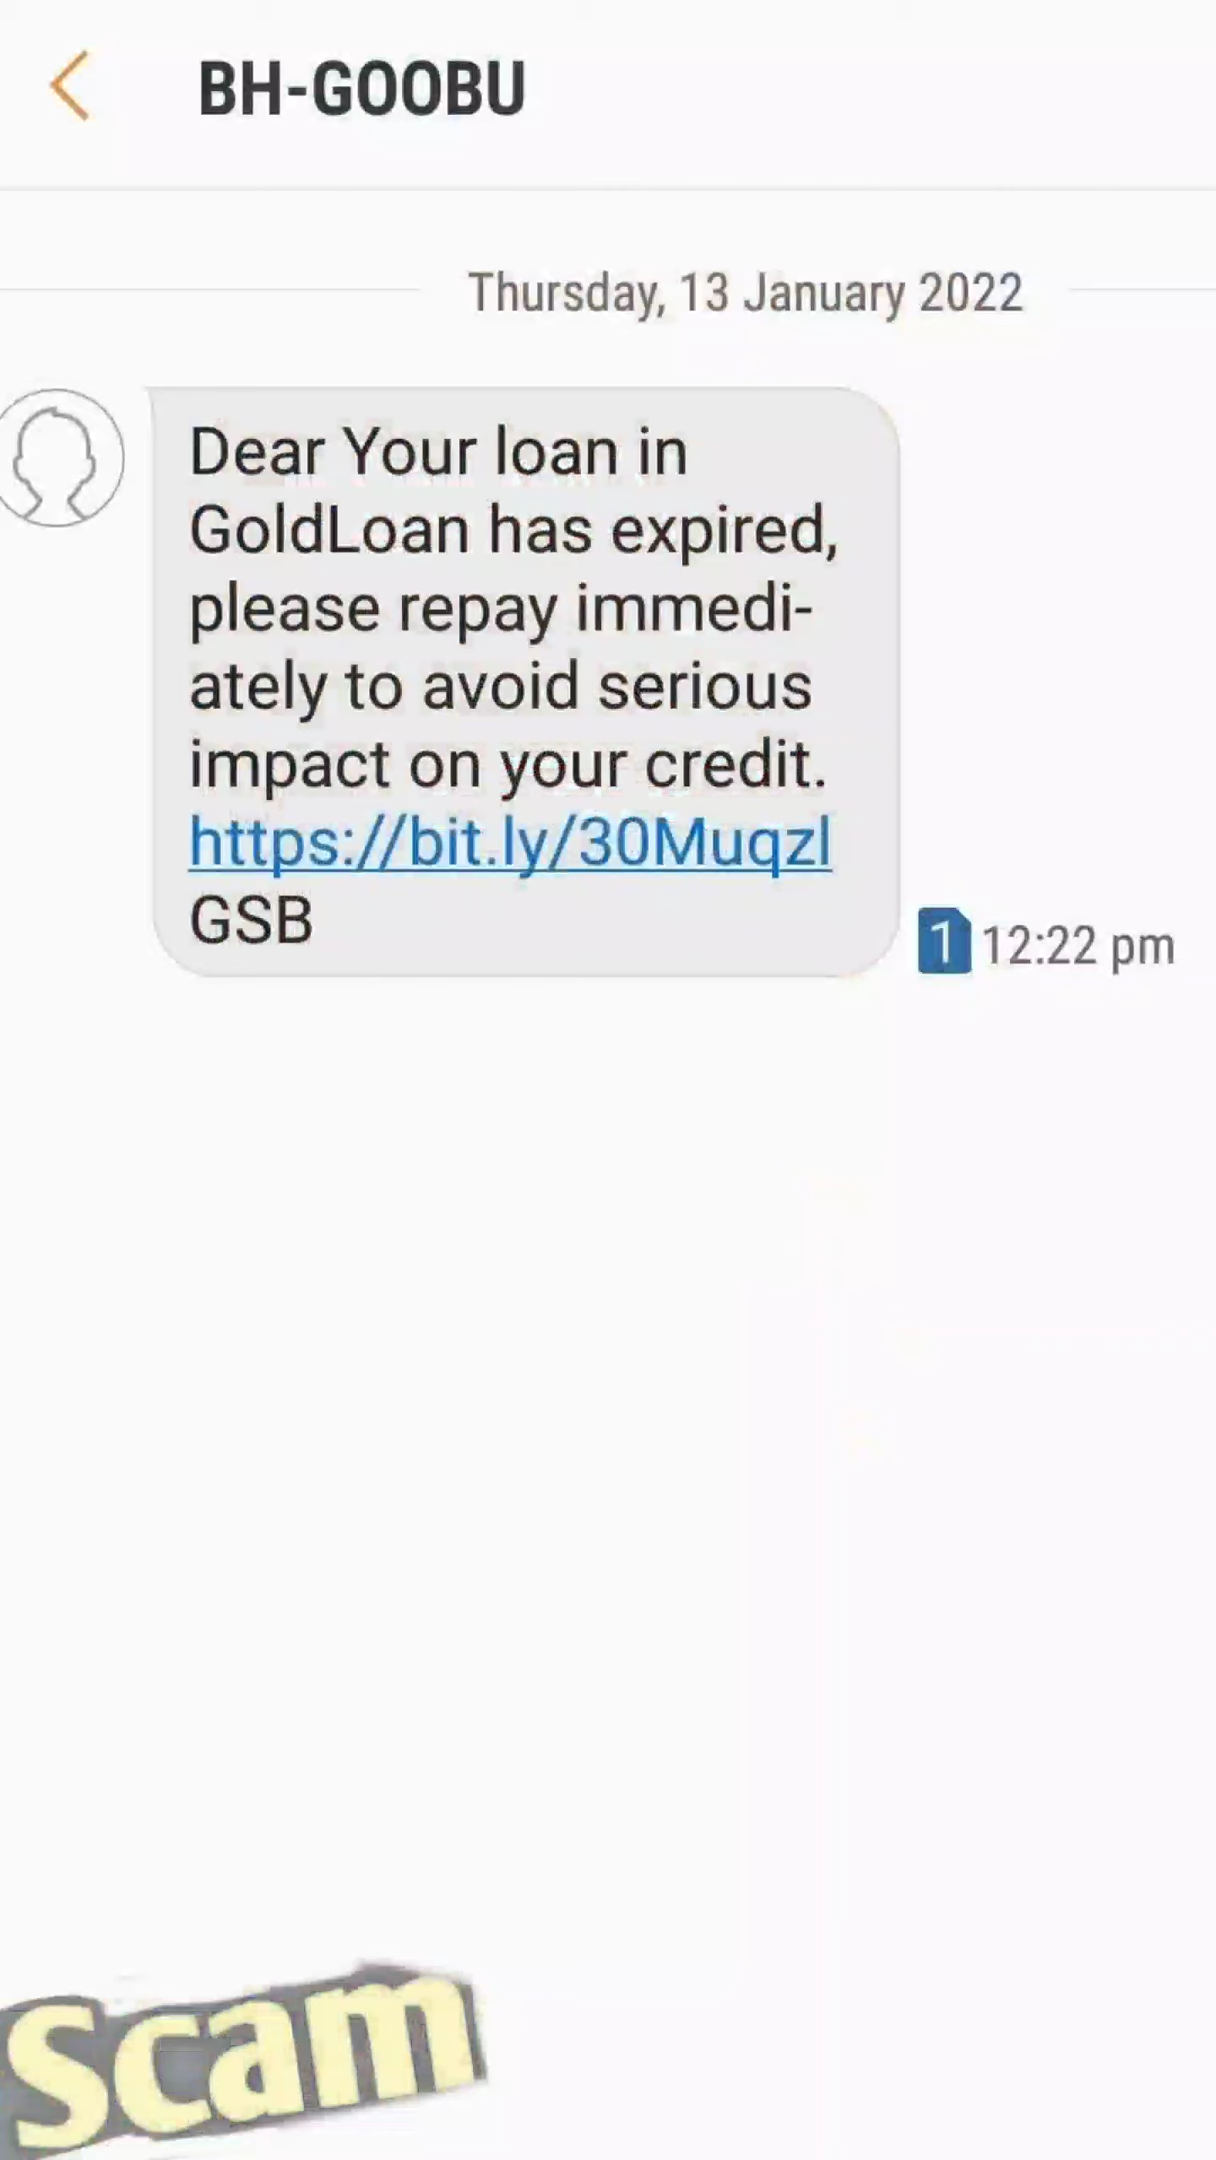 BH-GOOBU
Thursday, 13 January 2022
Dear Your loan in
GoldLoan has expired,
please repay immedi-
ately to avoid serious
impact on your credit.
https://bit.ly/30Muqzl
GSB
1 12:22 pm
Scam